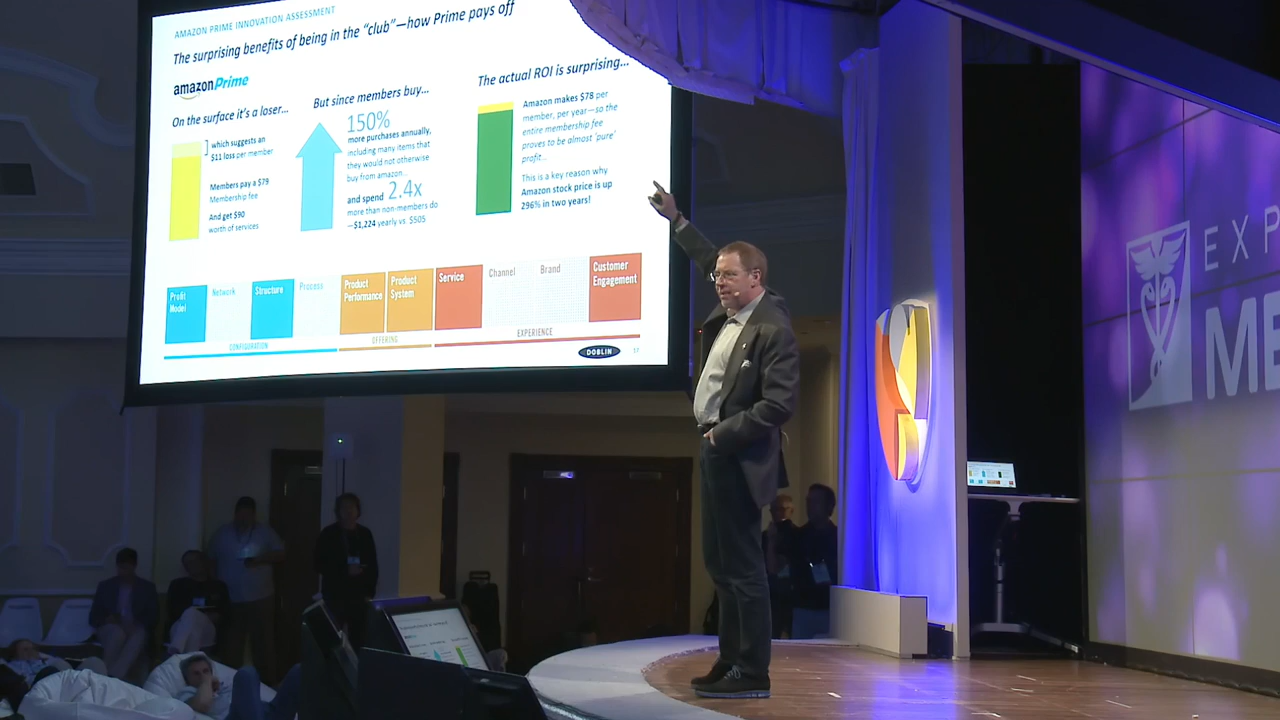 AMAZON PRIME INNOVATION ASSESSMENT
The surprising benefits of being in the “club”—how Prime pays off
amazonPrime
On the surface it’s a loser...
which suggests an
$11 loss per member
Members pay a $79
Membership fee
And get $90
worth of services
But since members buy...
150%
more purchases annually,
including many items that
they would not otherwise
buy from amazon...
and spend 2.4x
more than non-members do
—$1,224 yearly vs $505
The actual ROI is surprising...
Amazon makes $78 per
member, per year—so the
entire membership fee
proves to be almost ‘pure’
profit...
This is a key reason why
Amazon stock price is up
296% in two years!
Profit
Model
Network
Structure
Process
Product
Performance
Product
System
Service
Channel
Brand
Customer
Engagement
CONFIGURATION
OFFERING
EXPERIENCE
DOBLIN
17
EXP
ME